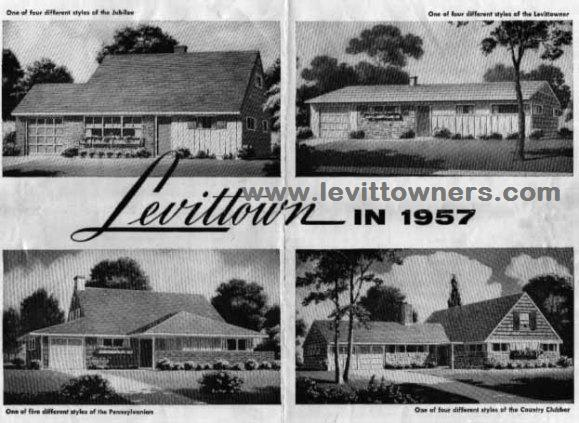 One of four different styles of the Jubilee
One of four different styles of the Levittowner
www.levittowners.com
Levittown IN 1957
One of five different styles of the Pennsylvanian
One of four different styles of the Country Clubber